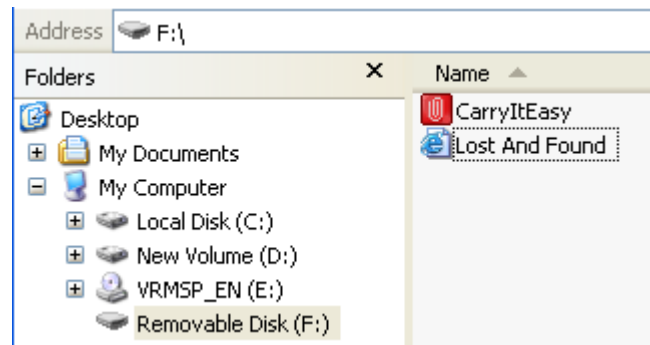 Address F:\
Folders
Name
Desktop
CarryItEasy
My Documents
Lost And Found
My Computer
Local Disk (C:)
New Volume (D:)
VRMSP_EN (E:)
Removable Disk (F:)